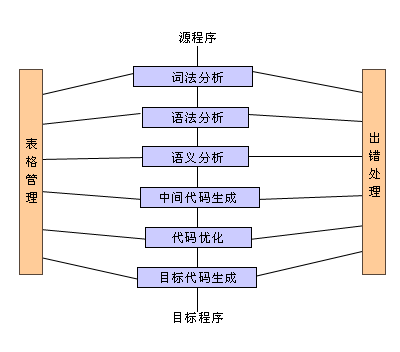 源程序
词法分析
语法分析
语义分析
中间代码生成
代码优化
目标代码生成
目标程序
表格管理
出错处理